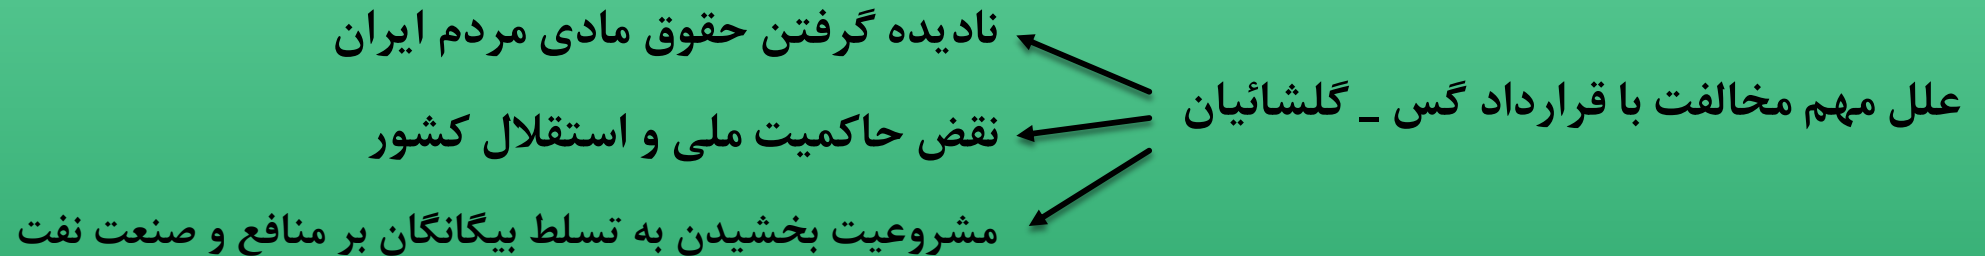 علل مهم مخالفت با قرارداد گس _ گلشائیان
نادیده گرفتن حقوق مادی مردم ایران
نقض حاکمیت ملی و استقلال کشور
مشروعیت بخشیدن به تسلط بیگانگان بر منافع و صنعت نفت